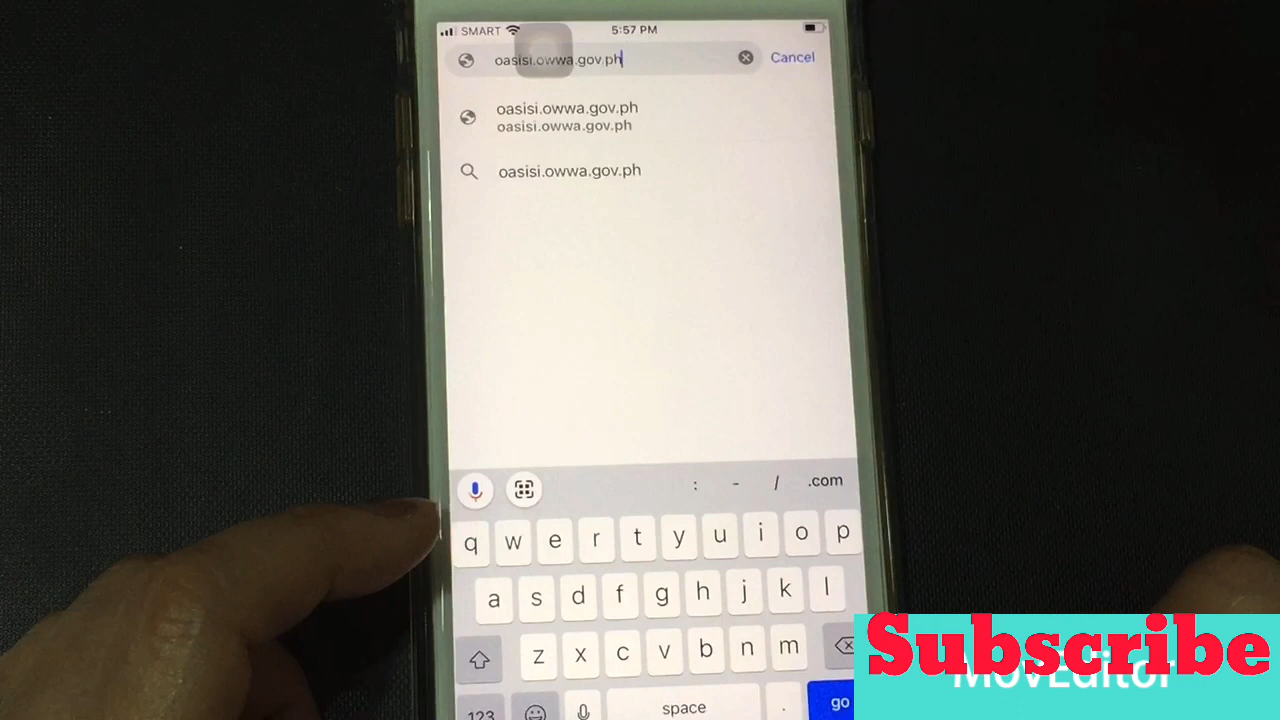 SMART 5:57 PM
oasisi.owwa.gov.ph Cancel
oasisi.owwa.gov.ph
oasisi.owwa.gov.ph
oasisi.owwa.gov.ph
: - / .com
q w e r t y u i o p
a s d f g h j k l
z x c v b n m
123 space . go
Subscribe
MovEditor